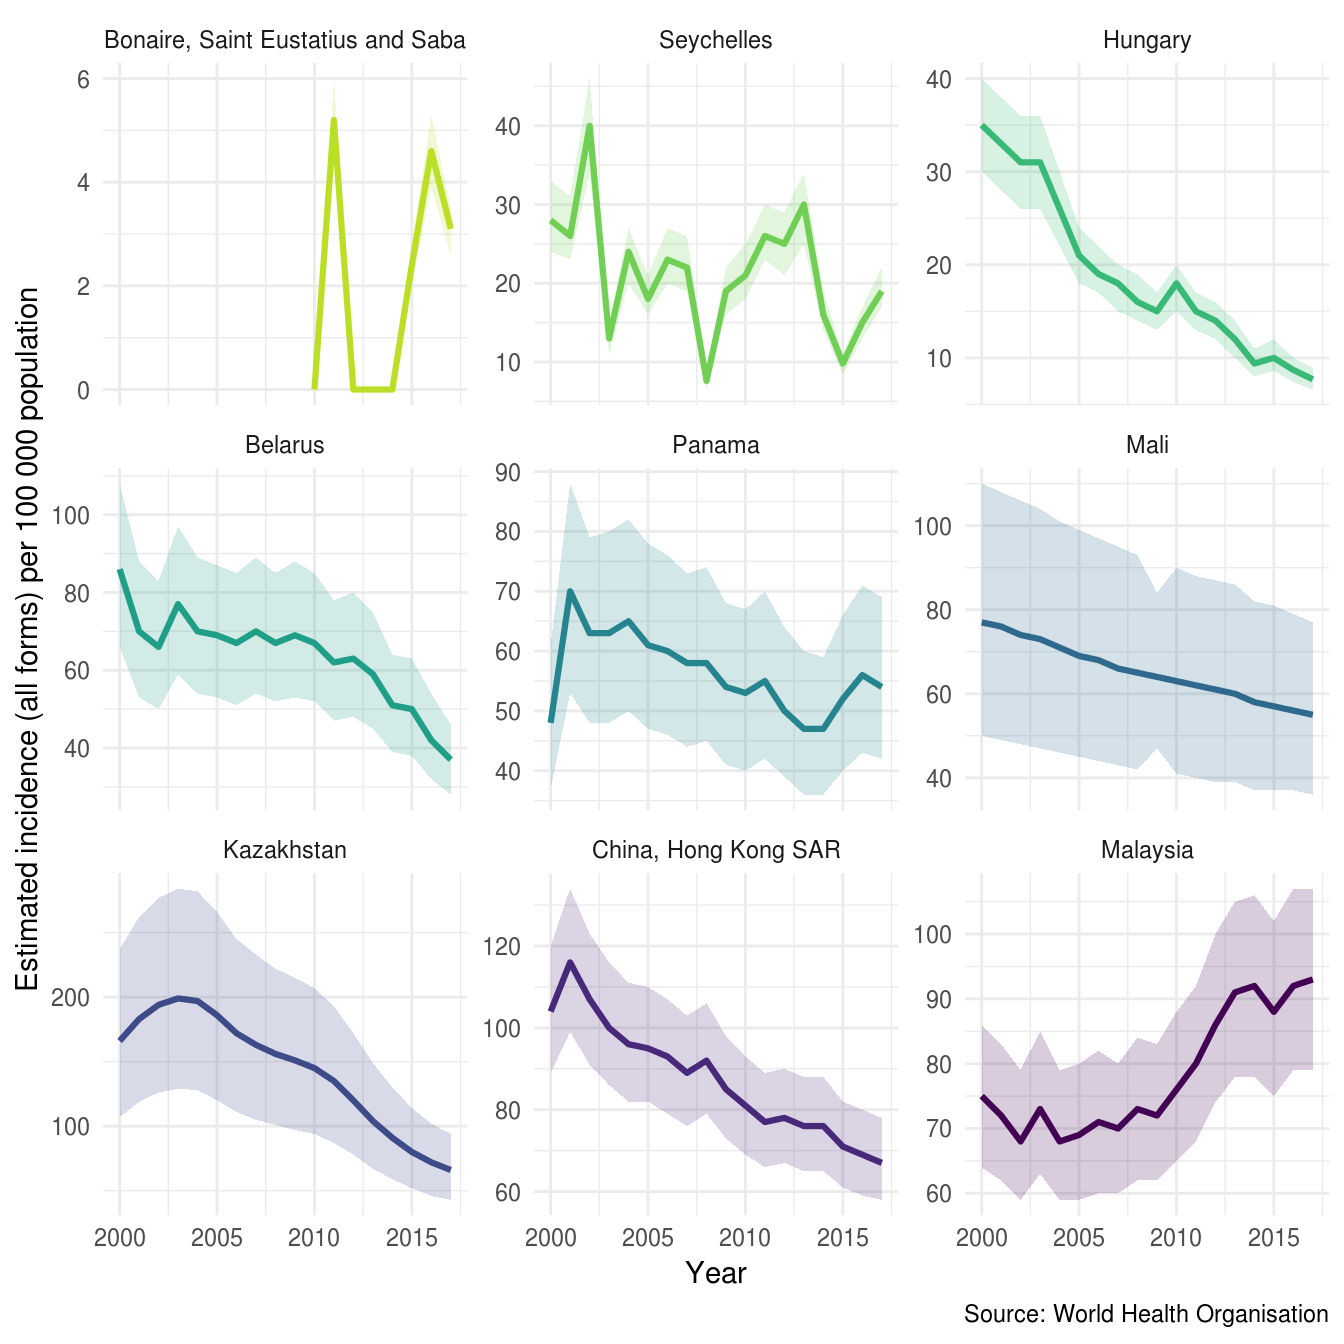 Bonaire, Saint Eustatius and Saba
Seychelles
Hungary
6
4
2
0
40
30
20
10
40
30
20
10
Estimated incidence (all forms) per 100 000 population
Belarus
Panama
Mali
100
80
60
40
90
80
70
60
50
40
100
80
60
40
Kazakhstan
China, Hong Kong SAR
Malaysia
200
100
120
100
80
60
100
90
80
70
60
2000 2005 2010 2015
2000 2005 2010 2015
2000 2005 2010 2015
Year
Source: World Health Organisation